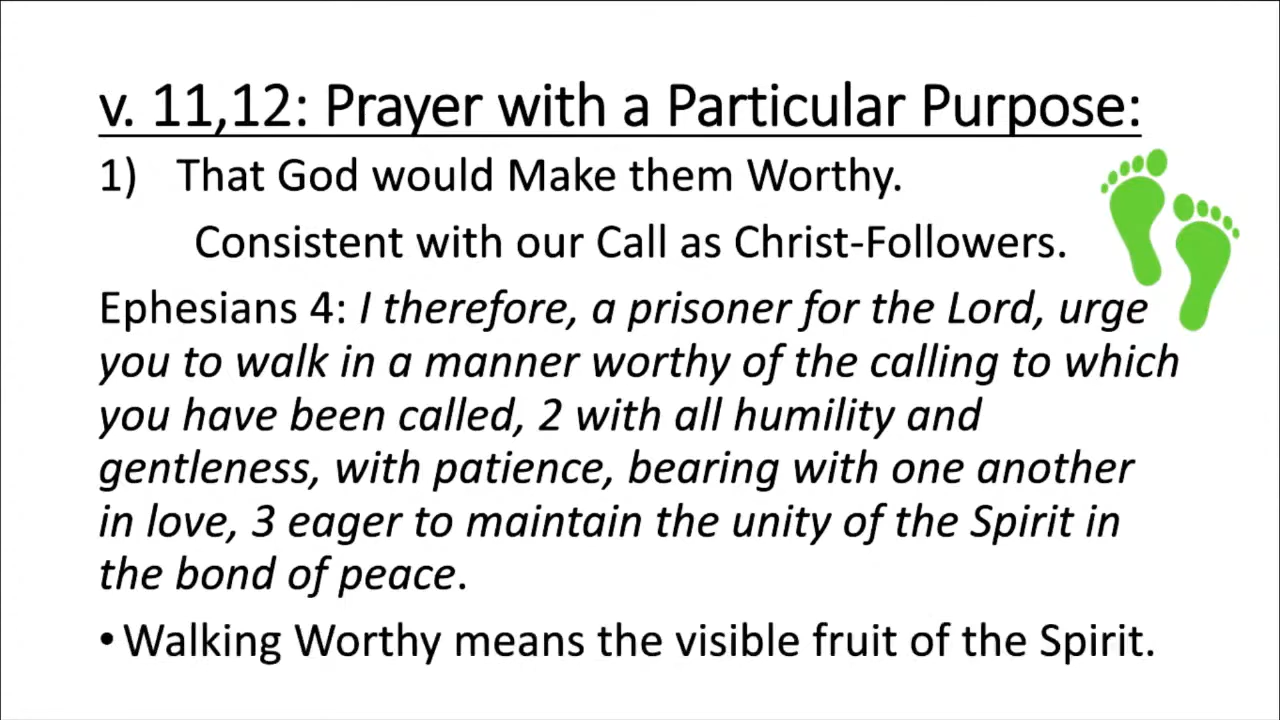 v. 11,12: Prayer with a Particular Purpose:
1) That God would Make them Worthy.
Consistent with our Call as Christ-Followers.
Ephesians 4: I therefore, a prisoner for the Lord, urge
you to walk in a manner worthy of the calling to which
you have been called, 2 with all humility and
gentleness, with patience, bearing with one another
in love, 3 eager to maintain the unity of the Spirit in
the bond of peace.
• Walking Worthy means the visible fruit of the Spirit.